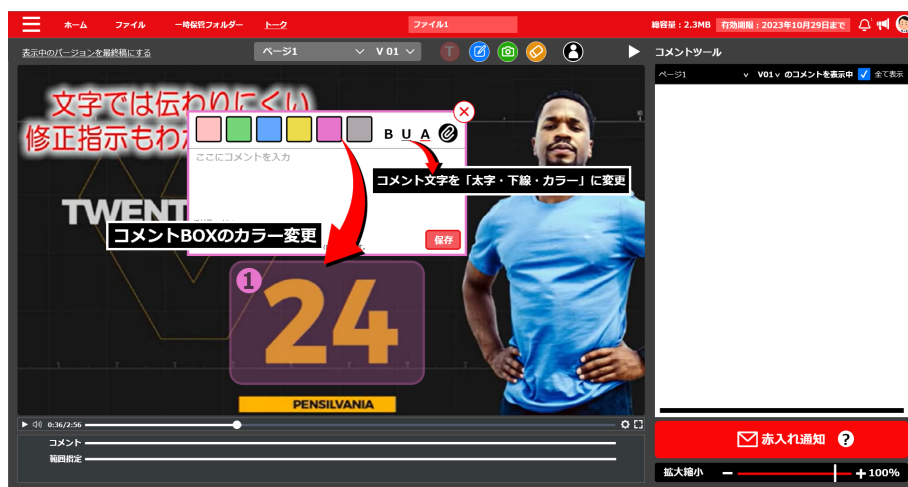 ホーム
ファイル
一時保管フォルダー
トーク
ファイル1
総容量：2.3MB
有効期限：2023年10月29日まで
表示中のバージョンを最終稿にする
ページ1
V 01
T
コメントツール
ページ1
V01
のコメントを表示中
全て表示
文字では伝わりにくい
修正指示もわか
B U A
ここにコメントを入力
コメント文字を「太字・下線・カラー」に変更
TWENT
コメントBOXのカラー変更
保存
1
24
PENSILVANIA
0:36/2:56
コメント
範囲指定
赤入れ通知 ?
拡大縮小
100%